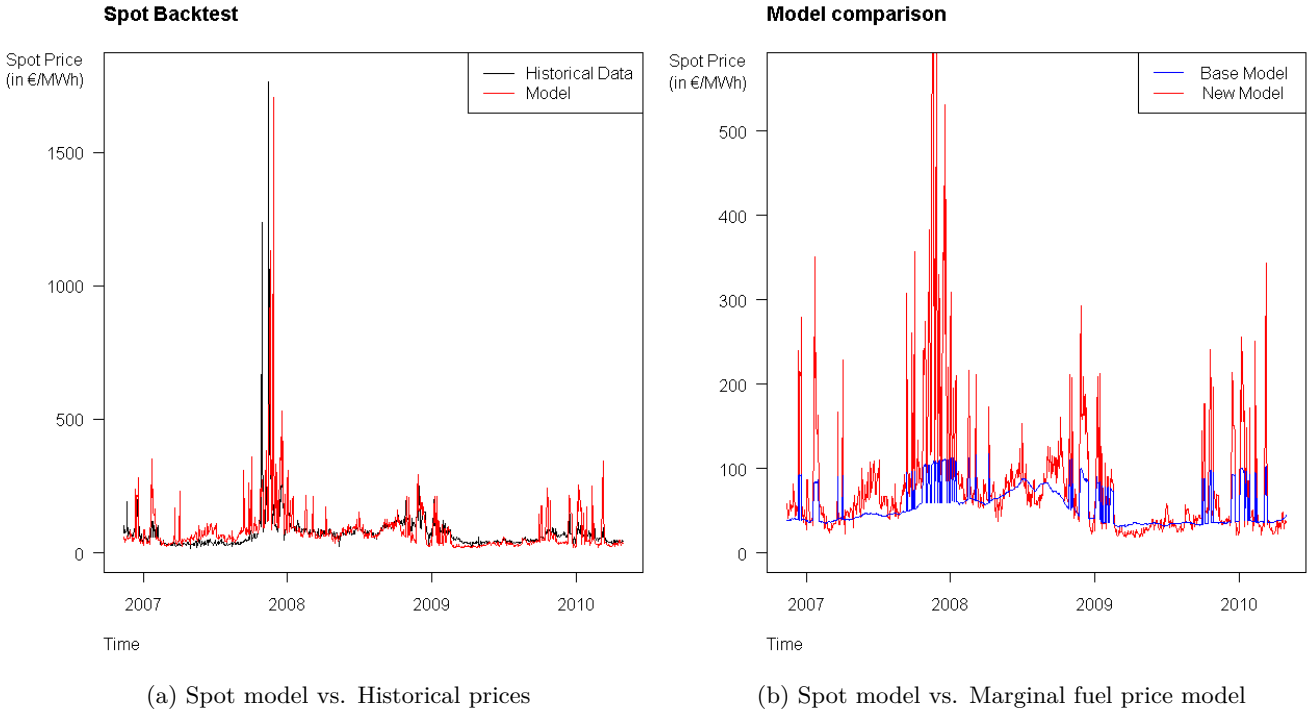 Spot Backtest
Spot Price
(in €/MWh)
Historical Data
Model
1500
1000
500
0
2007
2008
2009
2010
Time
(a) Spot model vs. Historical prices
Model comparison
Spot Price
(in €/MWh)
Base Model
New Model
500
400
300
200
100
0
2007
2008
2009
2010
Time
(b) Spot model vs. Marginal fuel price model